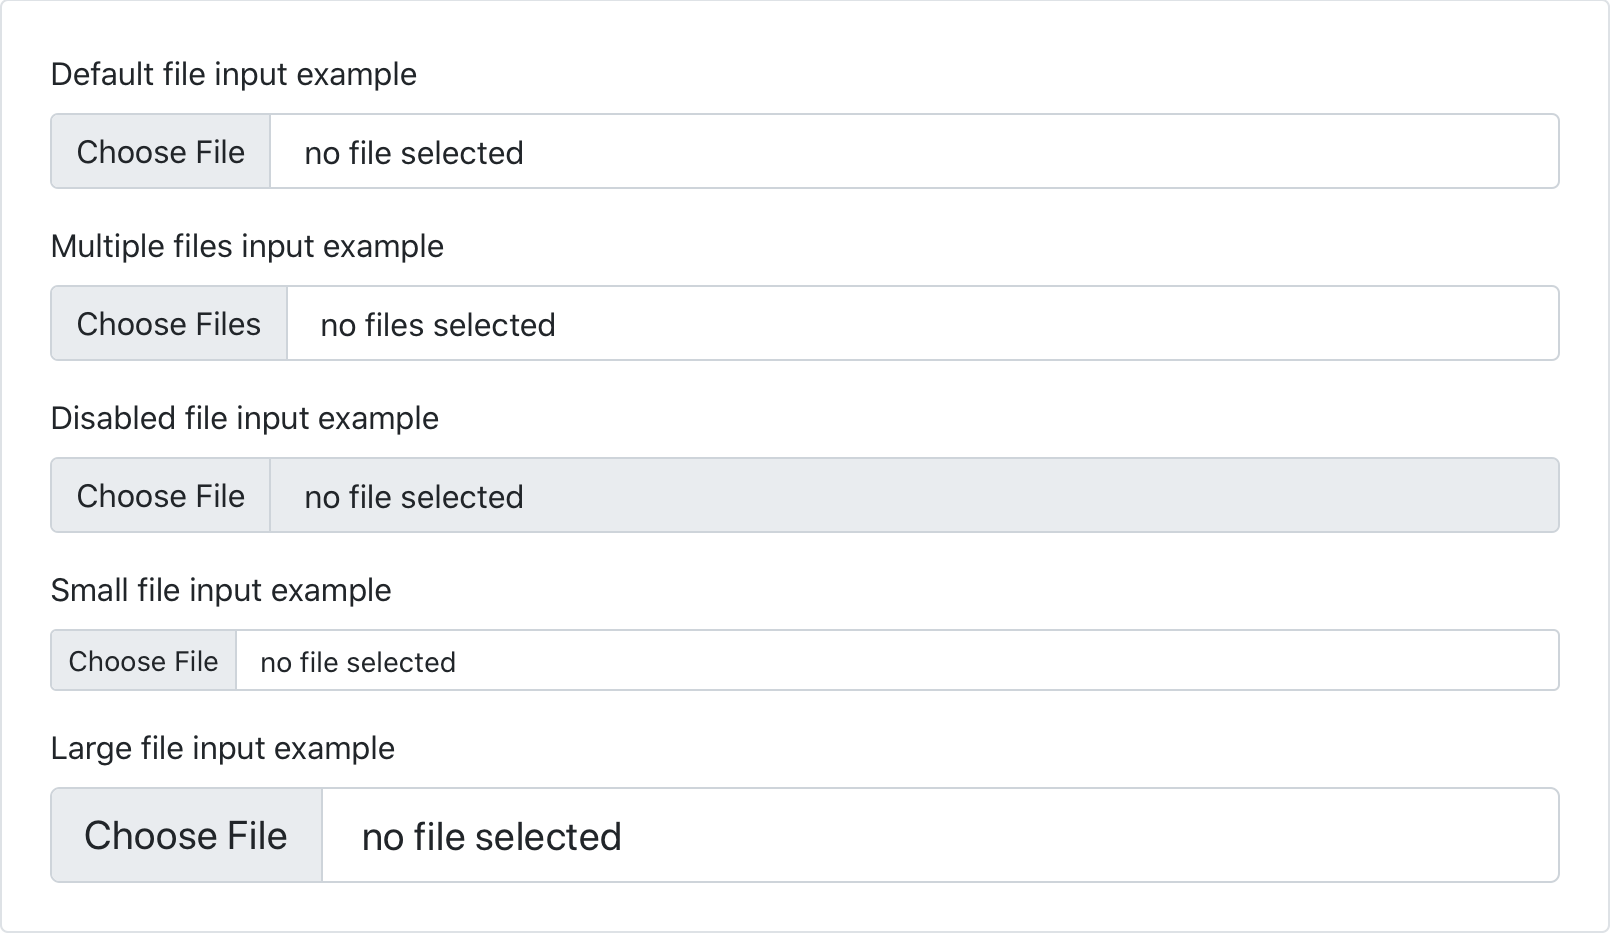 Default file input example
Choose File no file selected
Multiple files input example
Choose Files no files selected
Disabled file input example
Choose File no file selected
Small file input example
Choose File no file selected
Large file input example
Choose File no file selected